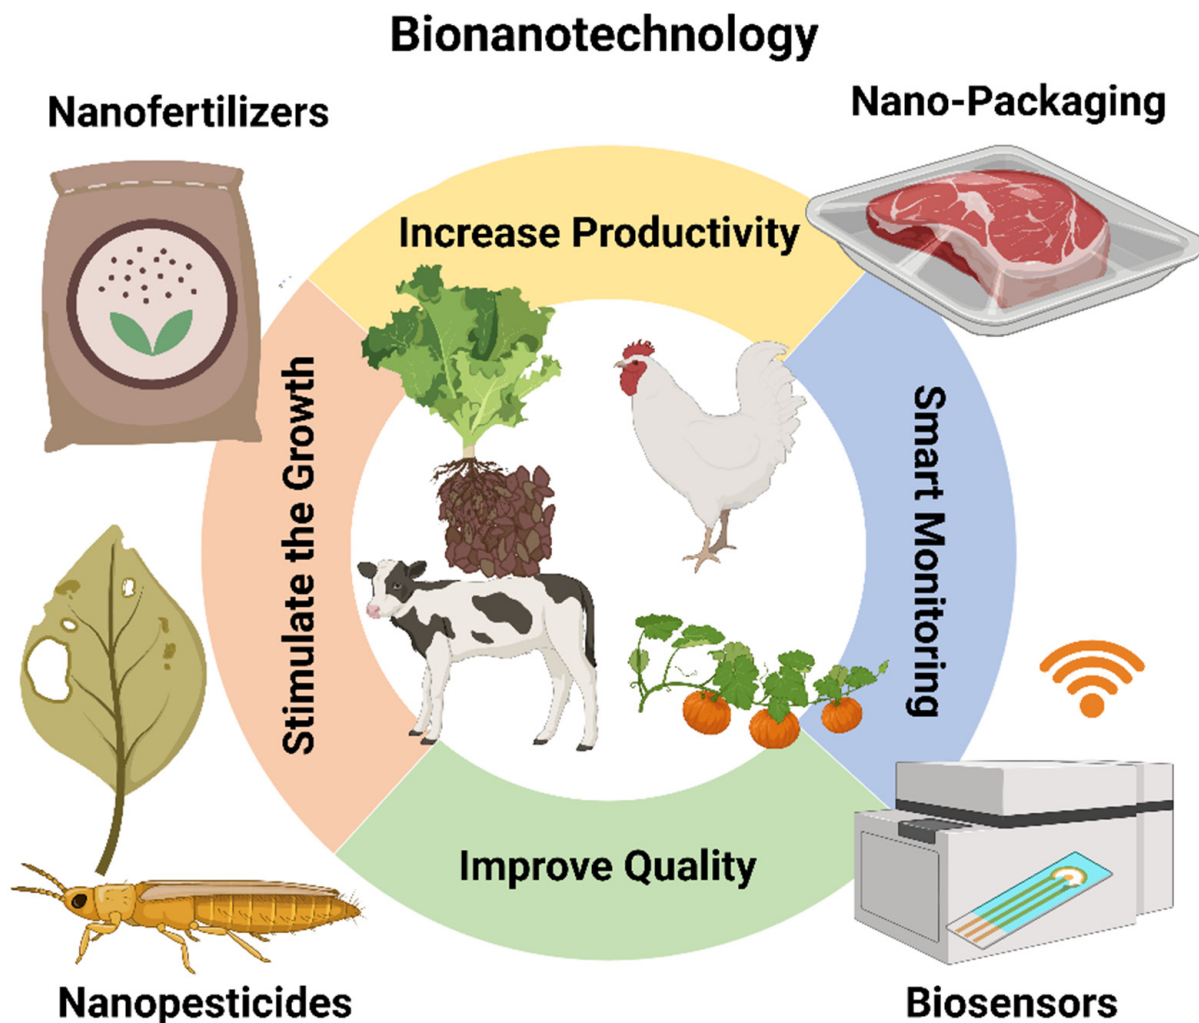 Bionanotechnology
Nanofertilizers
Nano-Packaging
Increase Productivity
Stimulate the Growth
Smart Monitoring
Improve Quality
Nanopesticides
Biosensors